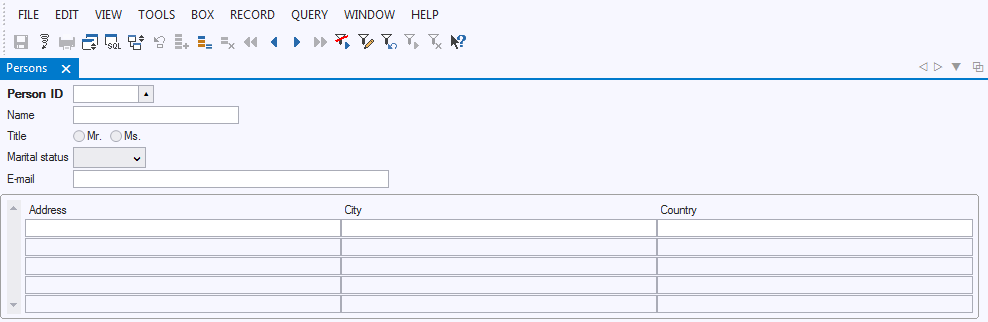 FILE EDIT VIEW TOOLS BOX RECORD QUERY WINDOW HELP
SQL
Persons
Person ID
Name
Title Mr. Ms.
Marital status
E-mail
Address City Country